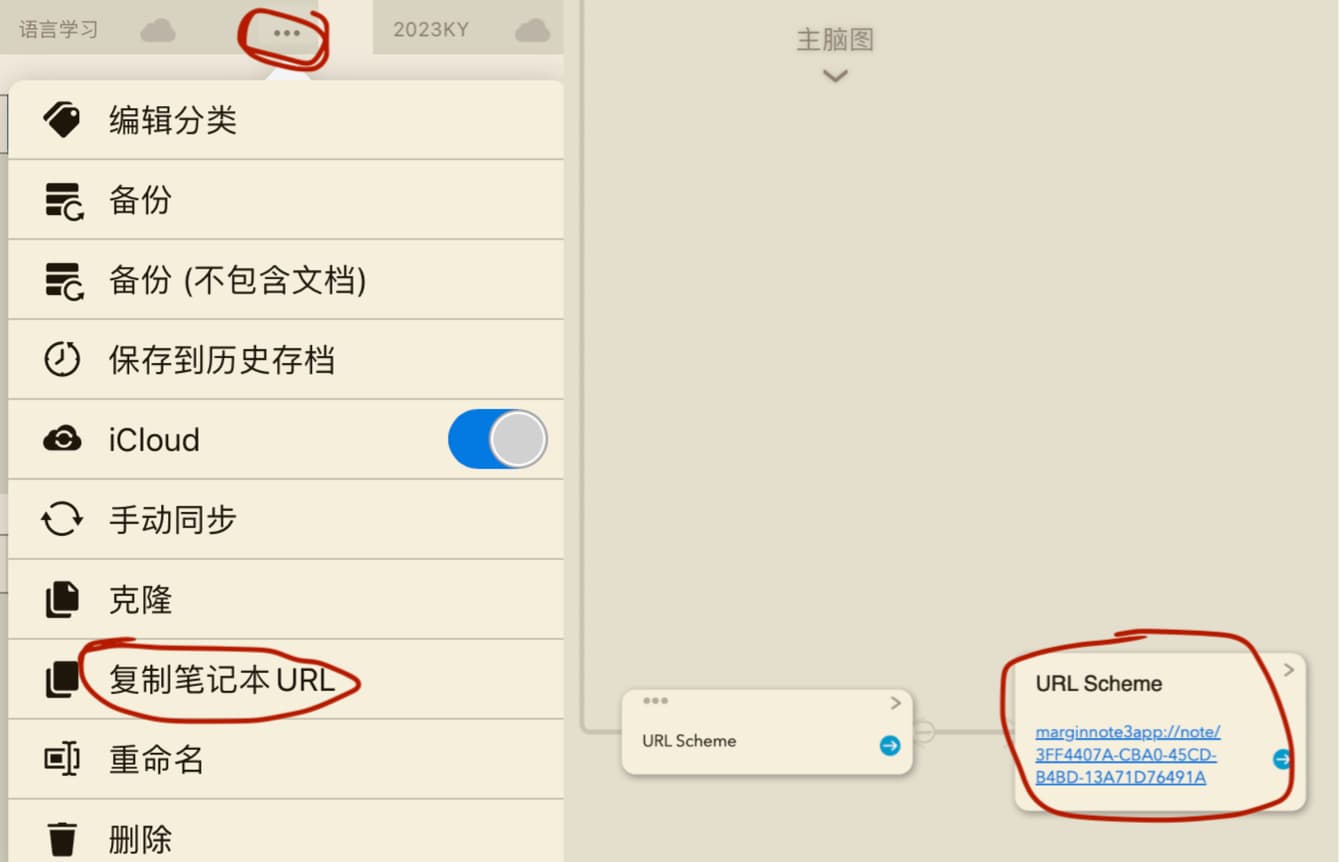 语言学习
2023KY
编辑分类
备份
备份 (不包含文档)
保存到历史存档
iCloud
手动同步
克隆
复制笔记本 URL
重命名
删除
主脑图
URL Scheme
URL Scheme
marginnote3app://note/
3FF4407A-CBA0-45CD-
B4BD-13A71D76491A